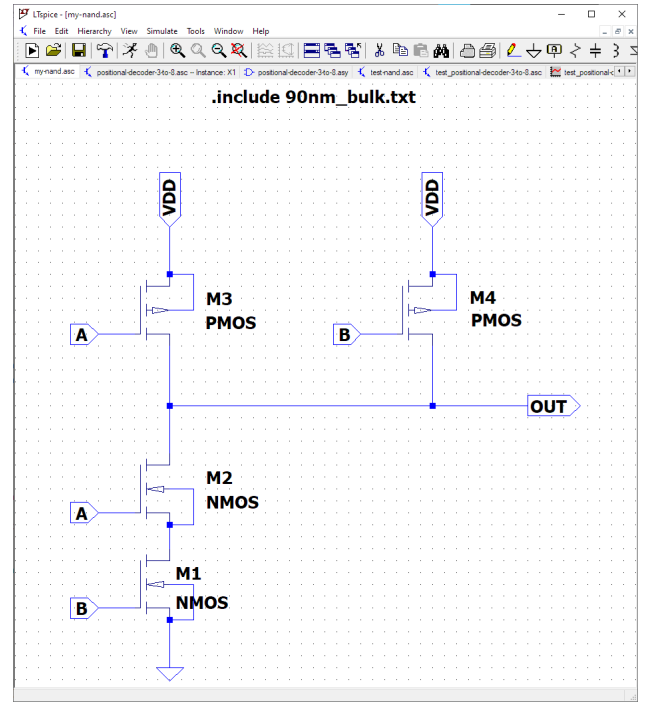 LTspice - [my-nand.asc]
File Edit Hierarchy View Simulate Tools Window Help
my-nand.asc positional-decoder-3-to-8.asc -- Instance: X1 positional-decoder-3-to-8.asy test-nand.asc test_positional-decoder-3-to-8.asc test_positional-c
.include 90nm_bulk.txt
VDD VDD
M3 M4
PMOS PMOS
A B
OUT
M2
NMOS
A
M1
NMOS
B